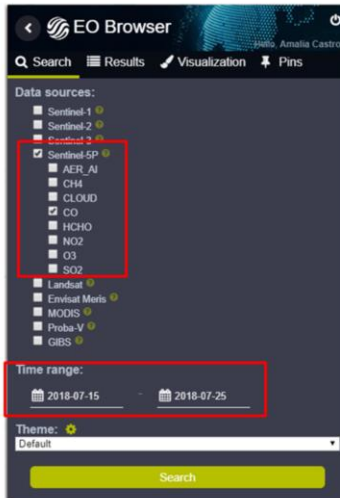 EO Browser
Hello, Amalia Castro
Search Results Visualization Pins
Data sources:
Sentinel-1
Sentinel-2
Sentinel-3
Sentinel-5P
AER_AI
CH4
CLOUD
CO
HCHO
NO2
O3
SO2
Landsat
Envisat Meris
MODIS
Proba-V
GIBS
Time range:
2018-07-15 - 2018-07-25
Theme:
Default
Search